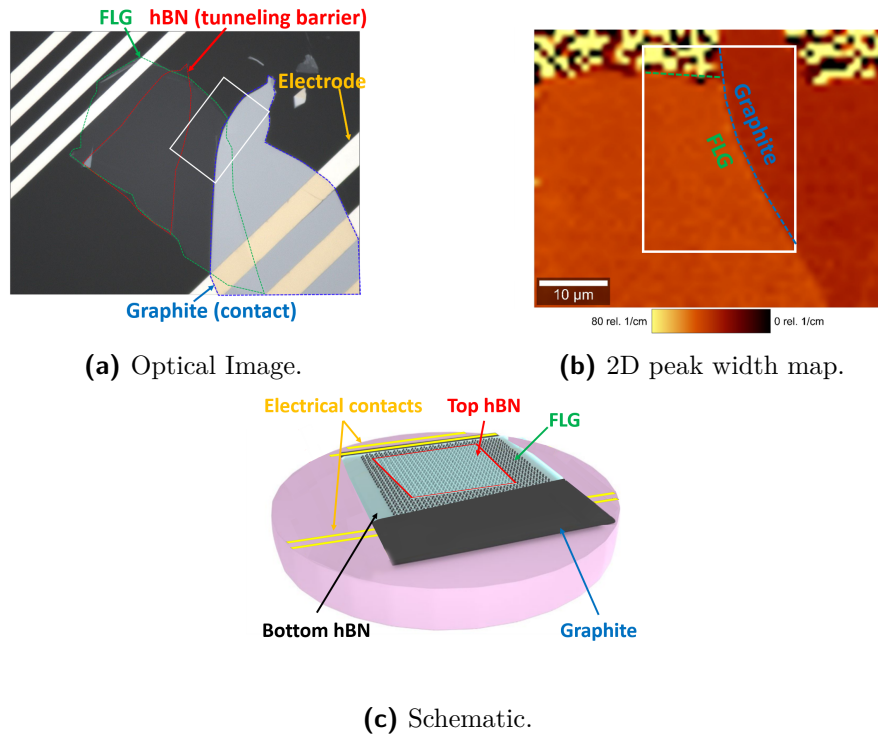 FLG
hBN (tunneling barrier)
Electrode
Graphite (contact)
(a) Optical Image.
Graphite
FLG
10 µm
80 rel. 1/cm
0 rel. 1/cm
(b) 2D peak width map.
Electrical contacts
Top hBN
FLG
Bottom hBN
Graphite
(c) Schematic.